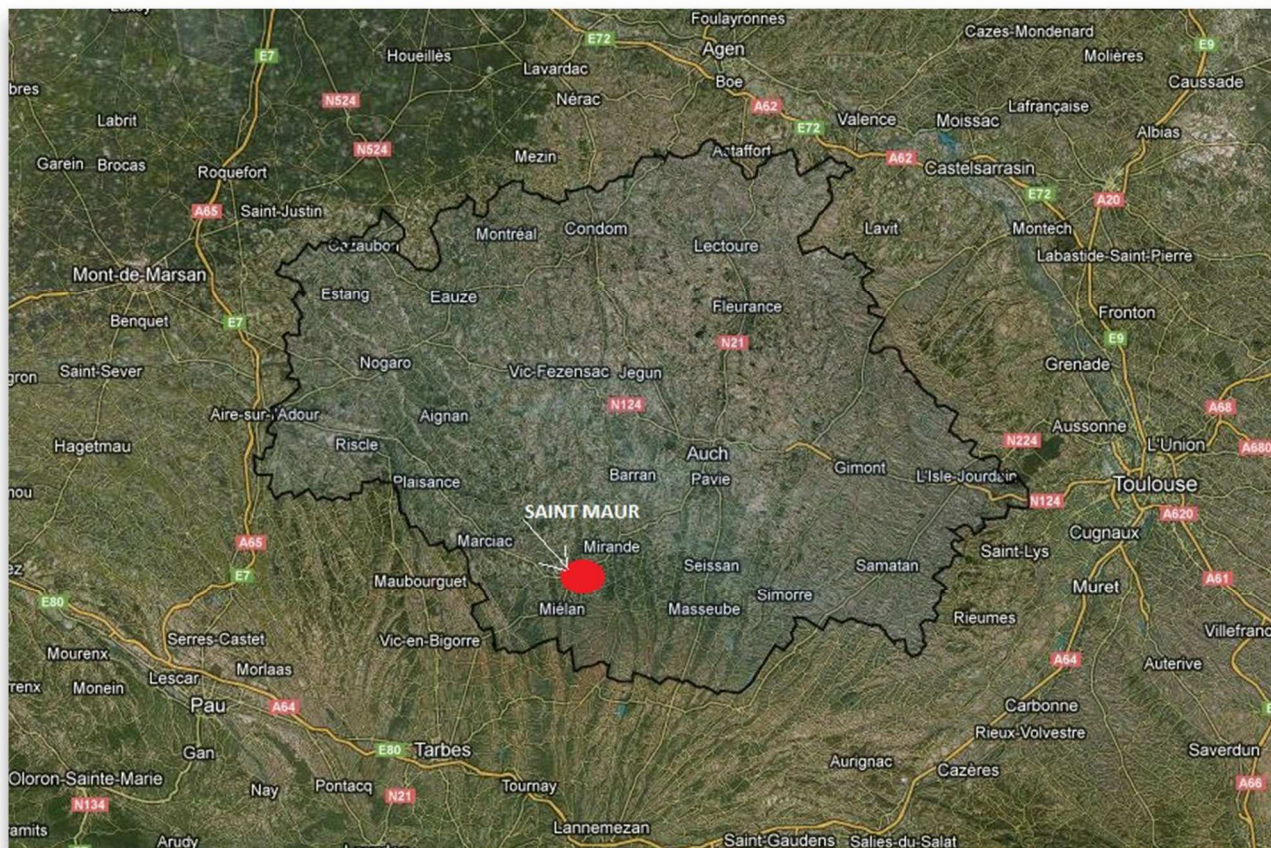 Foulayronnes
Cazes-Mondenard
E72
Agen
E9
E7
Houeillès
Molières
Lavardac
Boe
Caussade
bres
N524
Nérac
A62
Lafrançaise
Labrit
E72
Valence
Moissac
Albias
N524
Astaffort
Garein
Brocas
Mezin
A62
Castelsarrasin
Roquefort
E72
A20
A65
Saint-Justin
Condom
Lavit
Montech
Montréal
Cazaubon
Lectoure
Labastide-Saint-Pierre
Mont-de-Marsan
Estang
Eauze
Fleurance
Fronton
Benquet
E7
N21
E9
Nogaro
Grenade
Saint-Sever
Vic-Fezensac
Jegun
gron
N124
A68
Aire-sur-l'Adour
Aignan
Aussonne
Hagetmau
Riscle
N224
L'Union
A680
Auch
Gimont
Barran
Pavie
L'Isle-Jourdain
Plaisance
Toulouse
nou
N124
SAINT MAUR
A620
Cugnaux
Marciac
Mirande
A65
Saint-Lys
ez
Seissan
Samatan
E7
Maubourguet
A61
Muret
Simorre
E80
Miélan
Masseube
Rieumes
Serres-Castet
Vic-en-Bigorre
Villefranc
Mourenx
Morlaas
A64
Lescar
Auterive
renx
Monein
Pau
A64
Carbonne
Rieux-Volvestre
Gan
E80
Tarbes
Saverdun
Aurignac
Cazères
Oloron-Sainte-Marie
Nay
Pontacq
Tournay
A66
N134
N21
ramits
Lannemezan
Arudy
Saint-Gaudens
Salies-du-Salat